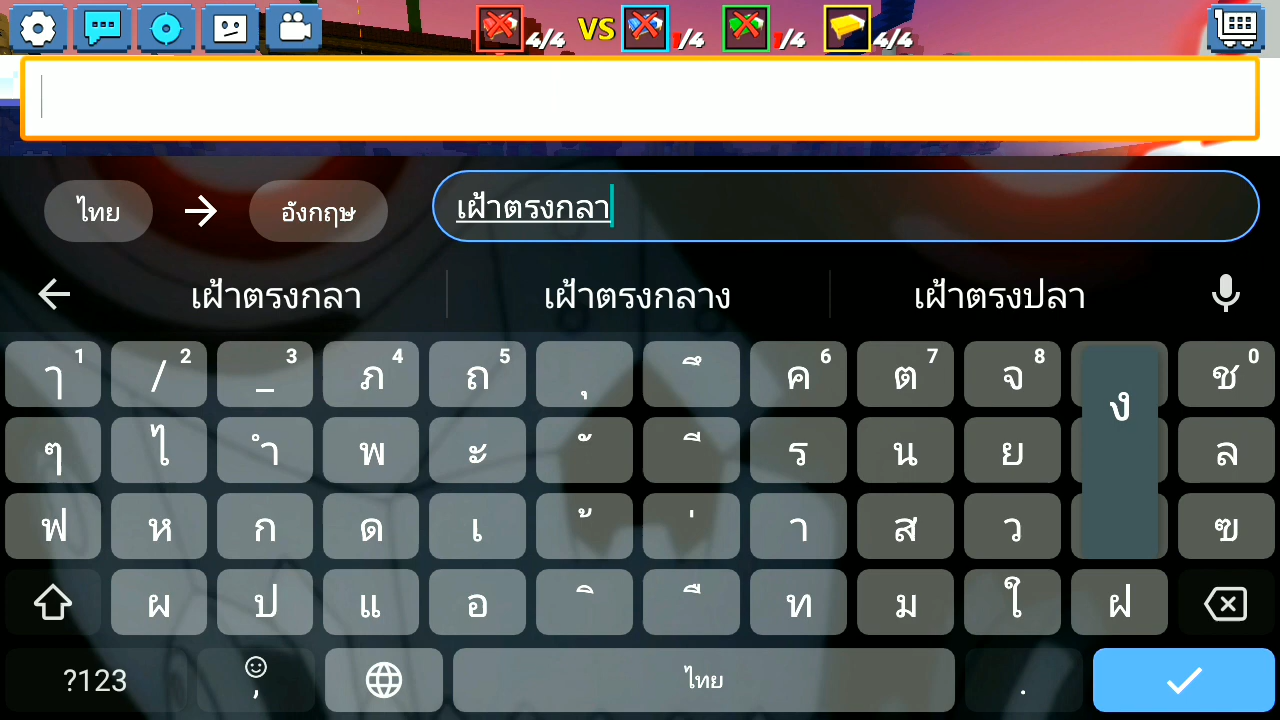 4/4 VS 1/4 1/4 4/4
ไทย → อังกฤษ เฝ้าตรงกลา
เฝ้าตรงกลา เฝ้าตรงกลาง เฝ้าตรงปลา
ๅ 1 / 2 _ 3 ภ 4 ถ 5 ุ ึ ค 6 ต 7 จ 8 ช 0
ง
ๆ ไ ำ พ ะ ั ี ร น ย ล
ฟ ห ก ด เ ้ ่ า ส ว ฃ
ผ ป แ อ ิ ื ท ม ใ ฝ
?123 , ไทย .